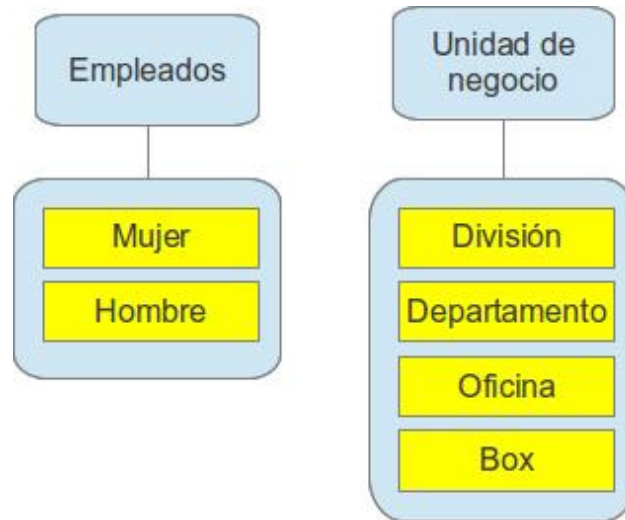 Empleados
Mujer
Hombre
Unidad de
negocio
División
Departamento
Oficina
Box